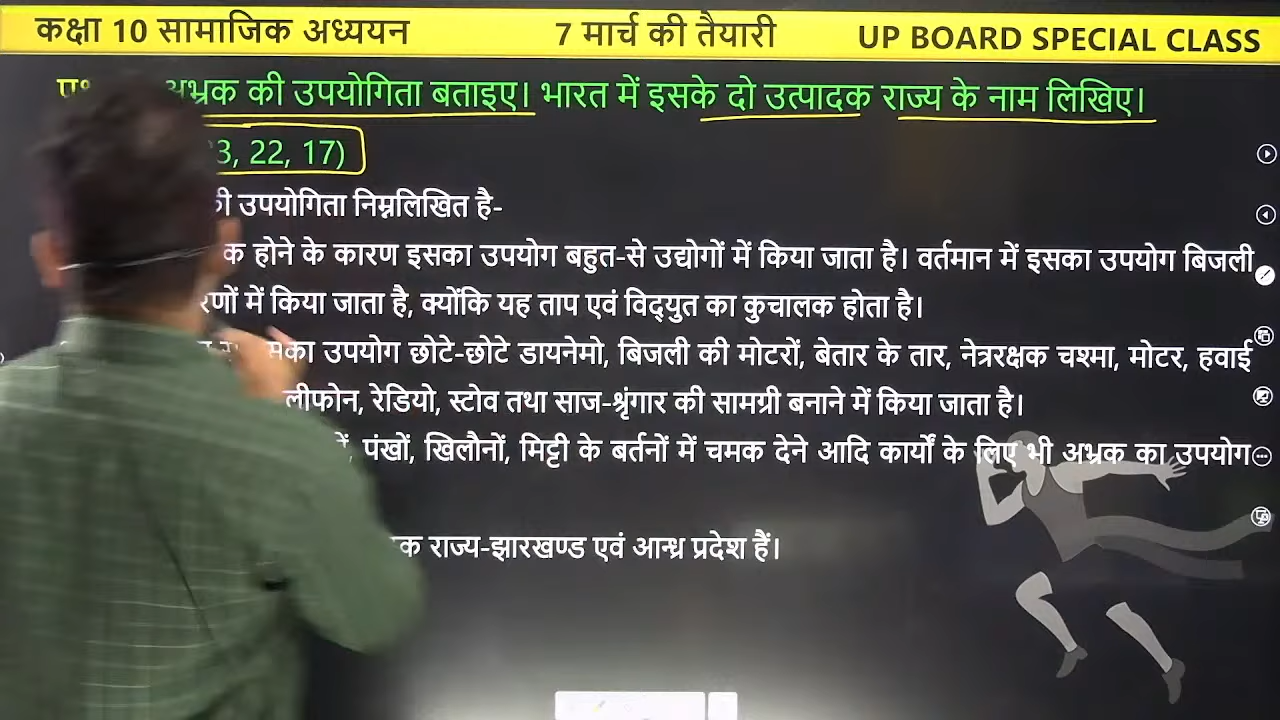 कक्षा 10 सामाजिक अध्ययन 7 मार्च की तैयारी UP BOARD SPECIAL CLASS
अभ्रक की उपयोगिता बताइए। भारत में इसके दो उत्पादक राज्य के नाम लिखिए।
22, 17)
की उपयोगिता निम्नलिखित है-
होने के कारण इसका उपयोग बहुत-से उद्योगों में किया जाता है। वर्तमान में इसका उपयोग बिजली
में किया जाता है, क्योंकि यह ताप एवं विद्युत का कुचालक होता है।
उपयोग छोटे-छोटे डायनेमो, बिजली की मोटरों, बेतार के तार, नेत्ररक्षक चश्मा, मोटर, हवाई
रेडियो, स्टोव तथा साज-श्रृंगार की सामग्री बनाने में किया जाता है।
पंखों, खिलौनों, मिट्टी के बर्तनों में चमक देने आदि कार्यों के लिए भी अभ्रक का उपयोग
राज्य-झारखण्ड एवं आन्ध्र प्रदेश हैं।